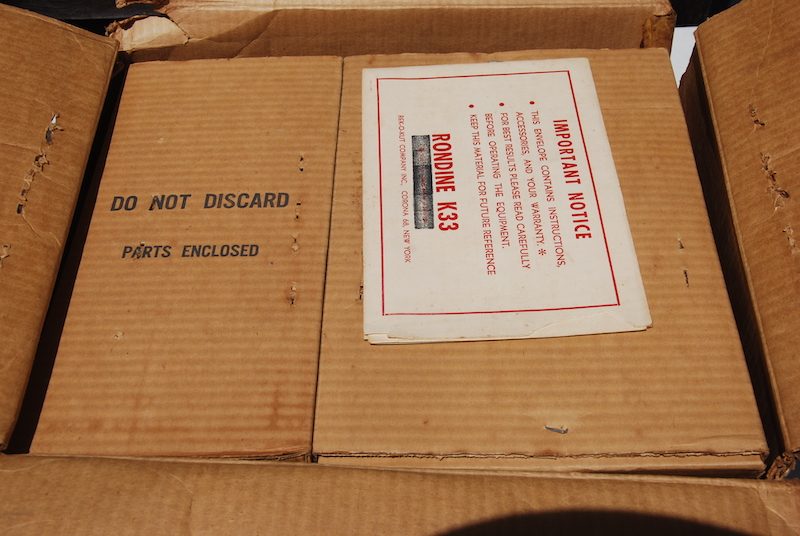 DO NOT DISCARD
PARTS ENCLOSED
IMPORTANT NOTICE
• THIS ENVELOPE CONTAINS INSTRUCTIONS,
ACCESSORIES, AND YOUR WARRANTY. *
• FOR BEST RESULTS PLEASE READ CAREFULLY
BEFORE OPERATING THE EQUIPMENT.
• KEEP THIS MATERIAL FOR FUTURE REFERENCE
RONDINE K33
REK-O-KUT COMPANY INC., CORONA 68, NEW YORK